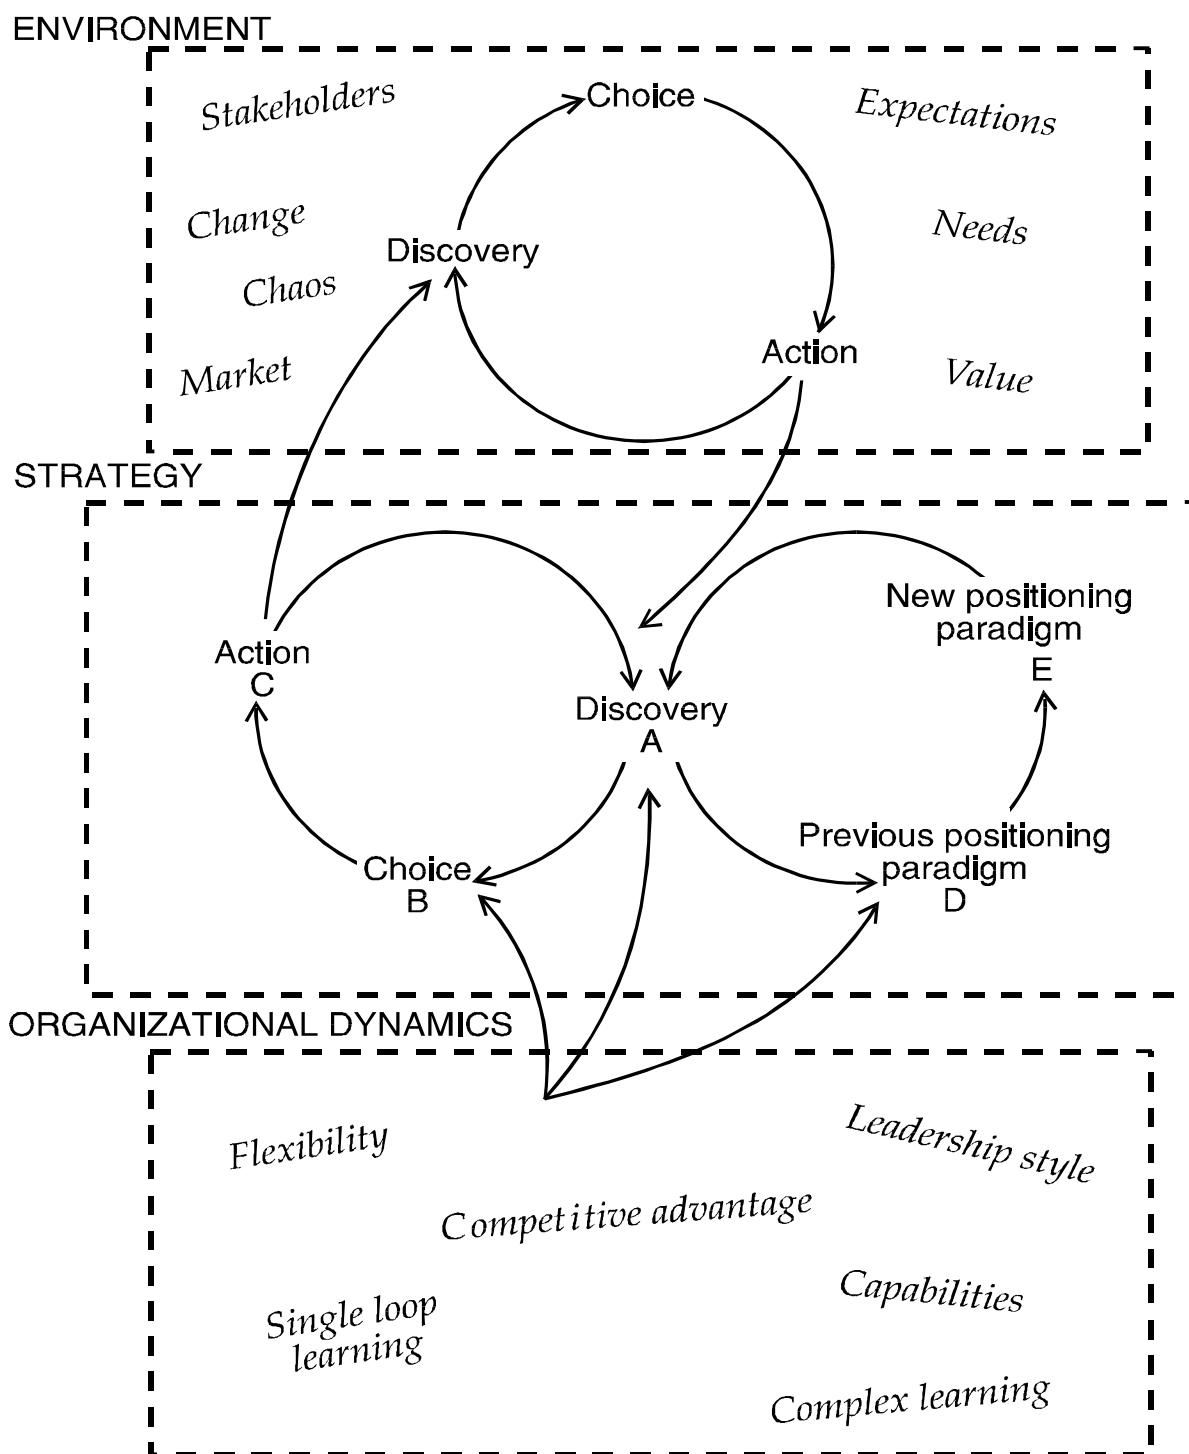 ENVIRONMENT
Stakeholders
Choice
Expectations
Change
Discovery
Needs
Chaos
Action
Market
Value
STRATEGY
New positioning
paradigm
E
Action
C
Discovery
A
Previous positioning
paradigm
D
Choice
B
ORGANIZATIONAL DYNAMICS
Flexibility
Leadership style
Competitive advantage
Capabilities
Single loop
learning
Complex learning